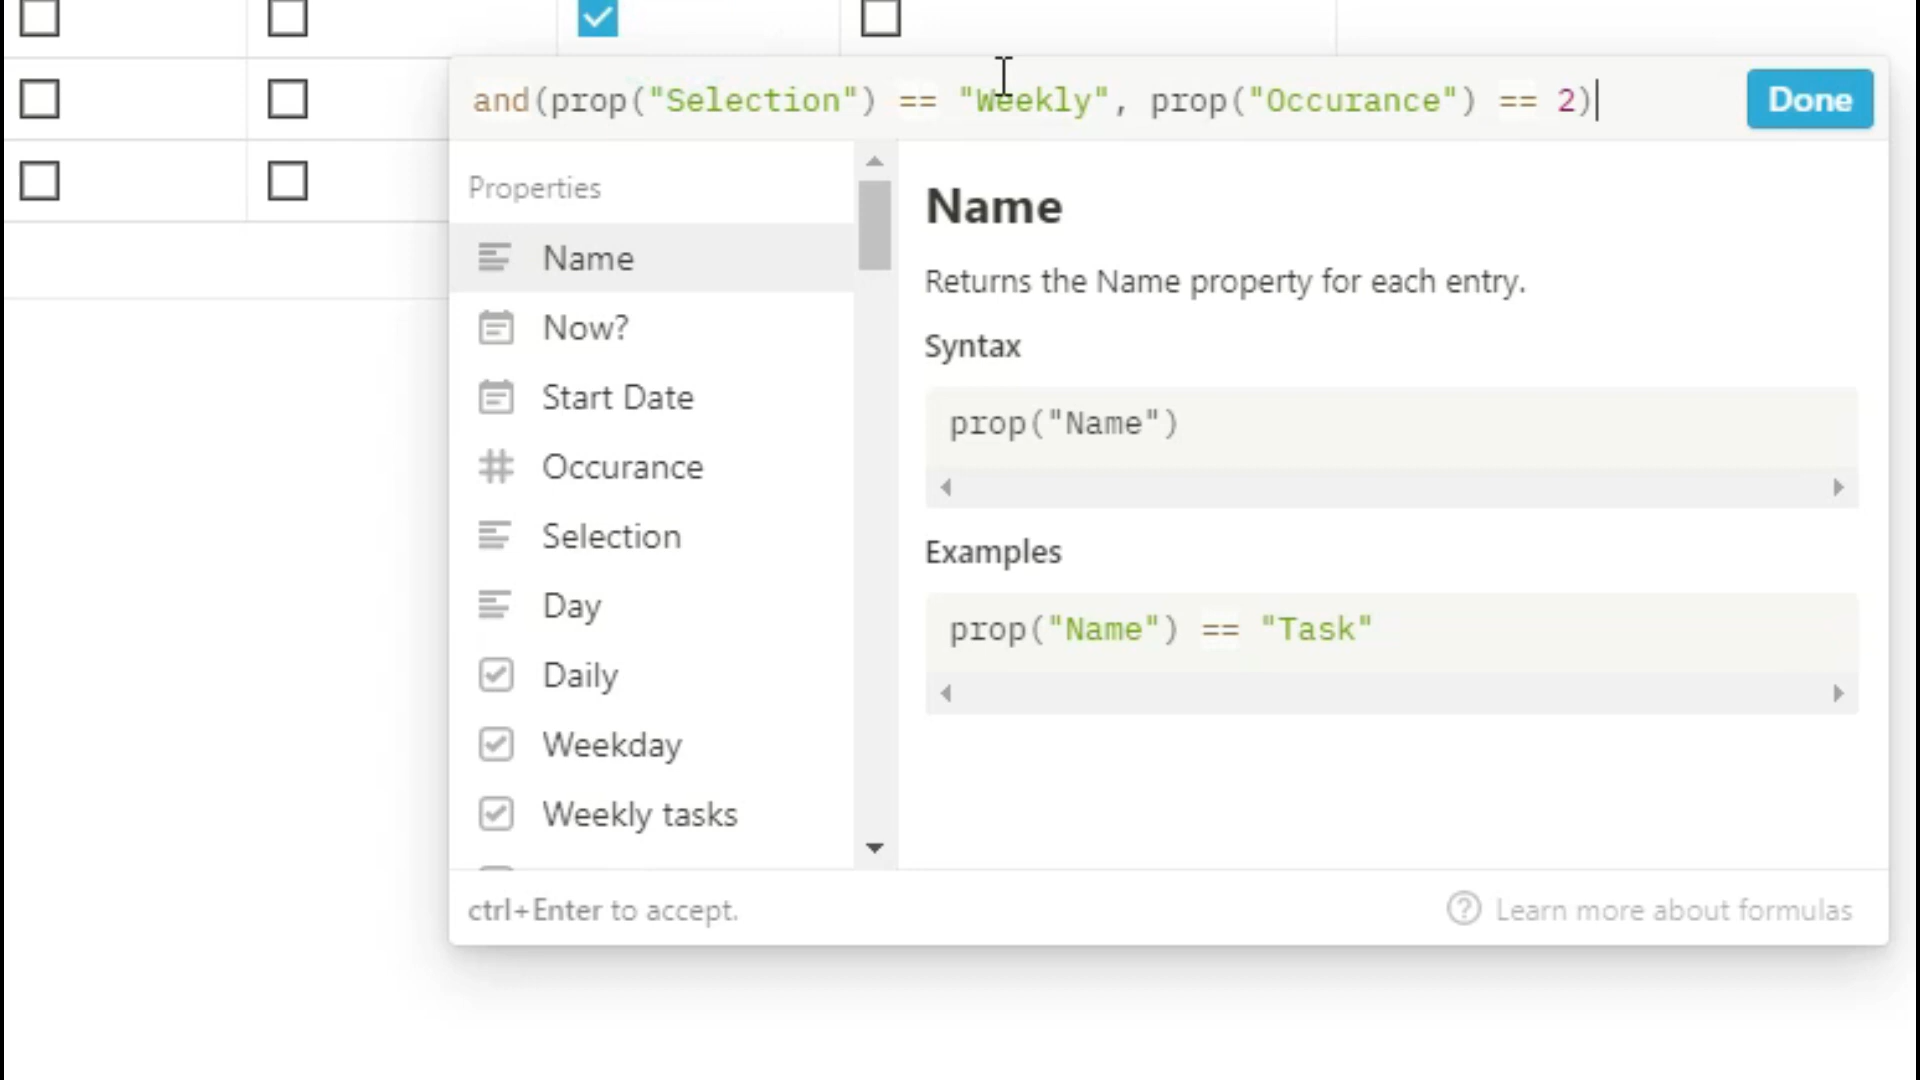 and(prop("Selection") == "Weekly", prop("Occurance") == 2)
Done
Properties
Name
Now?
Start Date
Occurance
Selection
Day
Daily
Weekday
Weekly tasks
Name
Returns the Name property for each entry.
Syntax
prop("Name")
Examples
prop("Name") == "Task"
ctrl+Enter to accept.
Learn more about formulas